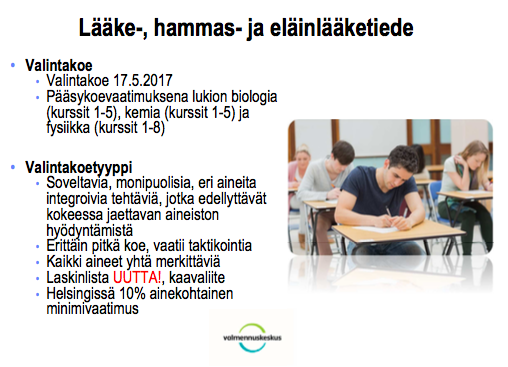 Lääke-, hammas- ja eläinlääketiede
• Valintakoe
• Valintakoe 17.5.2017
• Pääsykoevaatimuksena lukion biologia
(kurssit 1-5), kemia (kurssit 1-5) ja
fysiikka (kurssit 1-8)
• Valintakoetyyppi
• Soveltavia, monipuolisia, eri aineita
integroivia tehtäviä, jotka edellyttävät
kokeessa jaettavan aineiston
hyödyntämistä
• Erittäin pitkä koe, vaatii taktikointia
• Kaikki aineet yhtä merkittäviä
• Laskinlista UUTTA!, kaavaliite
• Helsingissä 10% ainekohtainen
minimivaatimus
valmennuskeskus